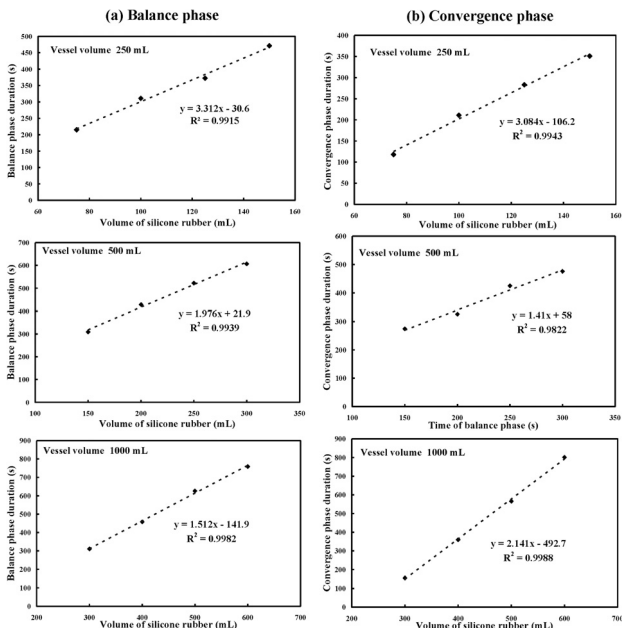 (a) Balance phase
Vessel volume 250 mL
Balance phase duration (s)
500
450
400
350
300
250
200
150
100
50
0
y = 3.312x - 30.6
R² = 0.9915
60 80 100 120 140 160
Volume of silicone rubber (mL)
Vessel volume 500 mL
Balance phase duration (s)
700
600
500
400
300
200
100
0
y = 1.976x + 21.9
R² = 0.9939
100 150 200 250 300 350
Volume of silicone rubber (mL)
Vessel volume 1000 mL
Balance phase duration (s)
900
800
700
600
500
400
300
200
100
0
y = 1.512x - 141.9
R² = 0.9982
200 300 400 500 600 700
Volume of silicone rubber (mL)
(b) Convergence phase
Vessel volume 250 mL
Convergence phase duration (s)
400
350
300
250
200
150
100
50
0
y = 3.084x - 106.2
R² = 0.9943
60 80 100 120 140 160
Volume of silicone rubber (mL)
Vessel volume 500 mL
Convergence phase duration (s)
600
500
400
300
200
100
0
y = 1.41x + 58
R² = 0.9822
100 150 200 250 300 350
Time of balance phase (s)
Vessel volume 1000 mL
Convergence phase duration (s)
900
800
700
600
500
400
300
200
100
0
y = 2.141x - 492.7
R² = 0.9988
200 300 400 500 600 700
Volume of silicone rubber (mL)